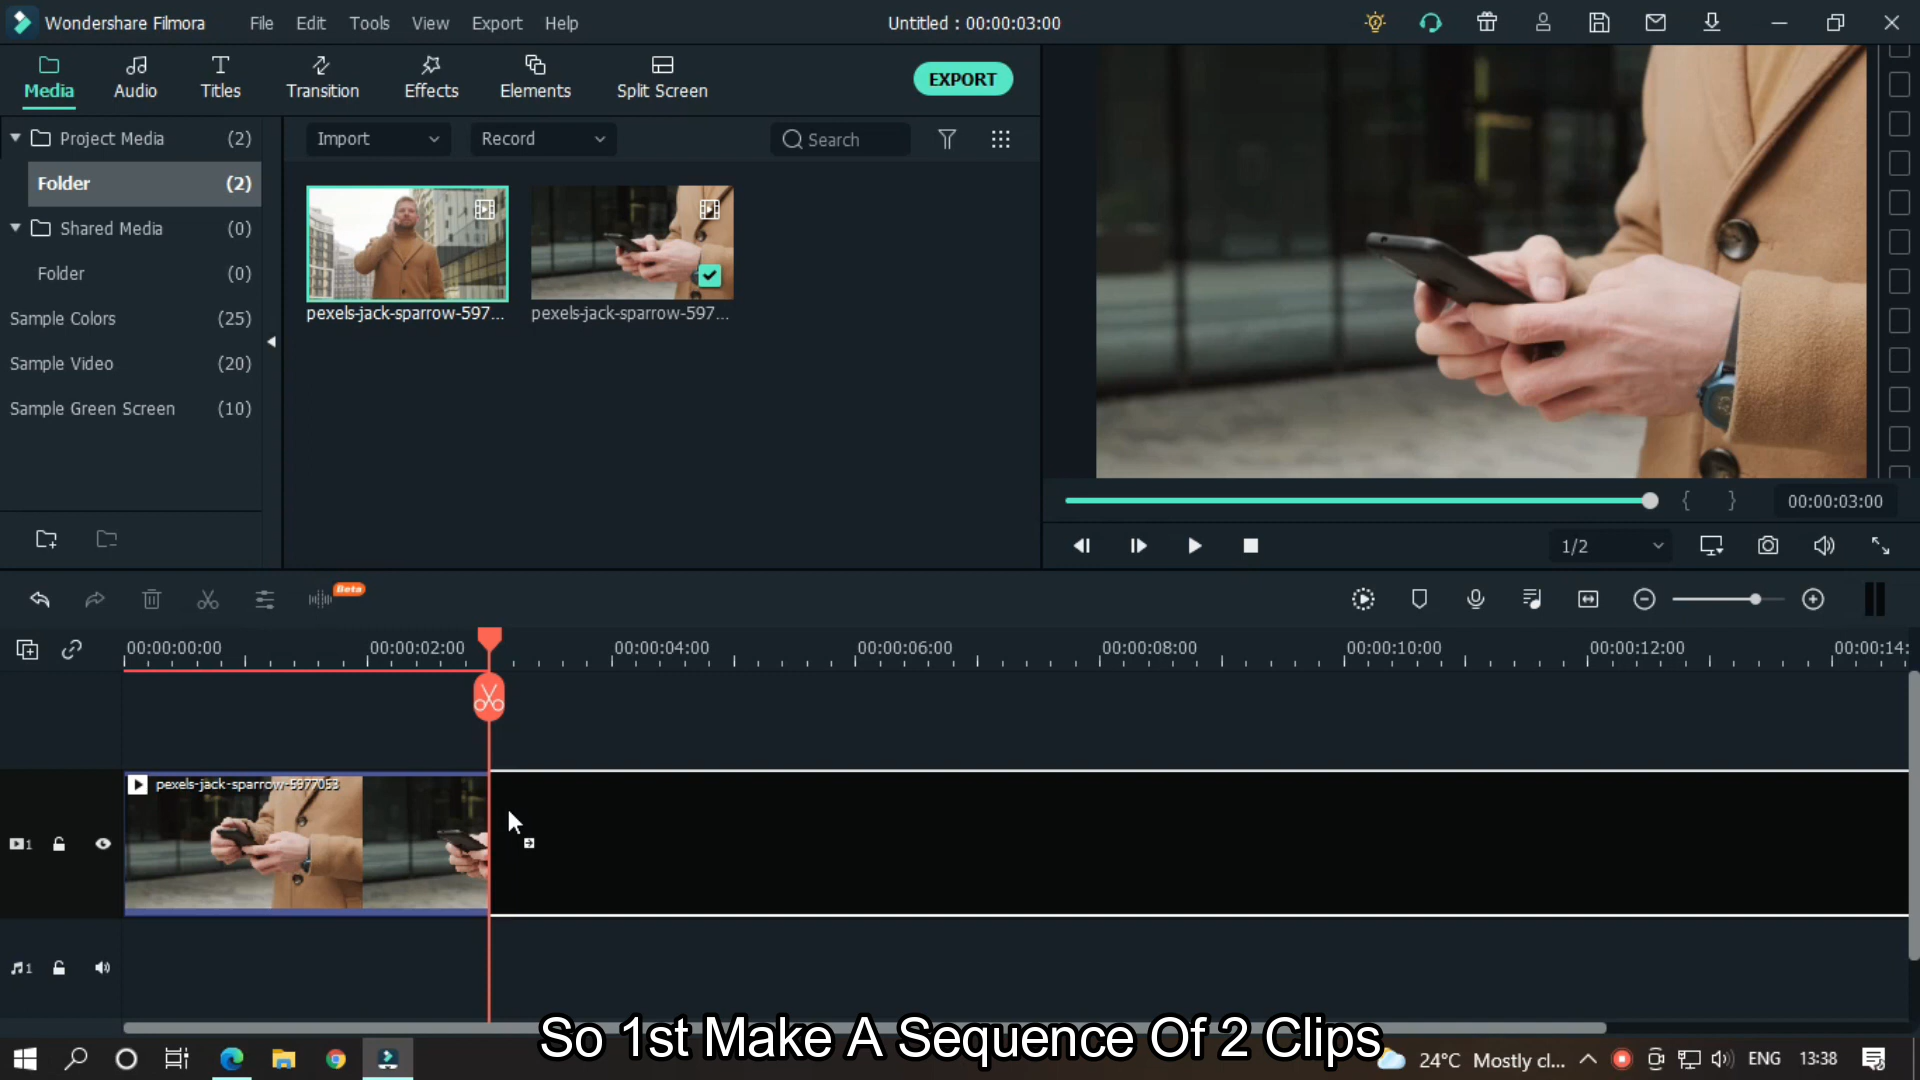 Wondershare Filmora File Edit Tools View Export Help Untitled : 00:00:03:00
Media Audio Titles Transition Effects Elements Split Screen EXPORT
Project Media (2) Import Record Search
Folder (2)
Shared Media (0)
Folder (0)
Sample Colors (25)
Sample Video (20)
Sample Green Screen (10)
pexels-jack-sparrow-597... pexels-jack-sparrow-597...
00:00:03:00
1/2
Beta
00:00:00:00 00:00:02:00 00:00:04:00 00:00:06:00 00:00:08:00 00:00:10:00 00:00:12:00 00:00:14:
pexels-jack-sparrow-5977053
1
1
So 1st Make A Sequence Of 2 Clips
24°C Mostly cl... ENG 13:38